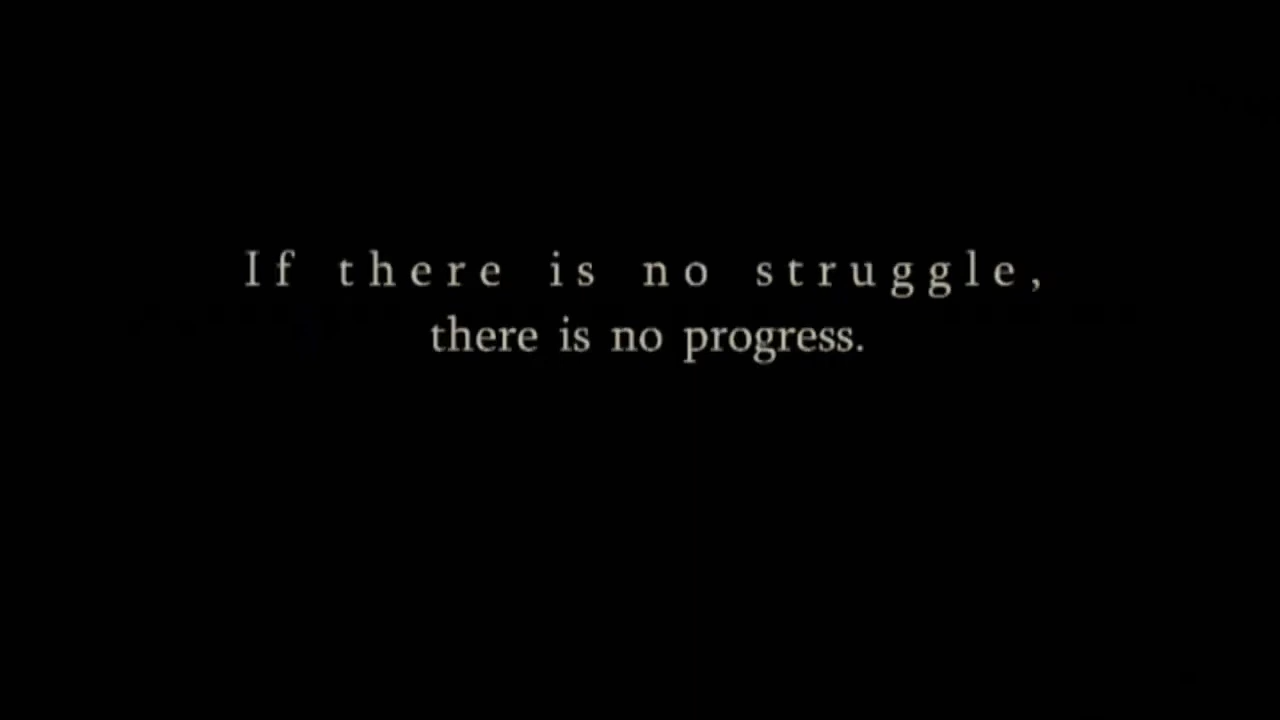 If there is no struggle,
there is no progress.